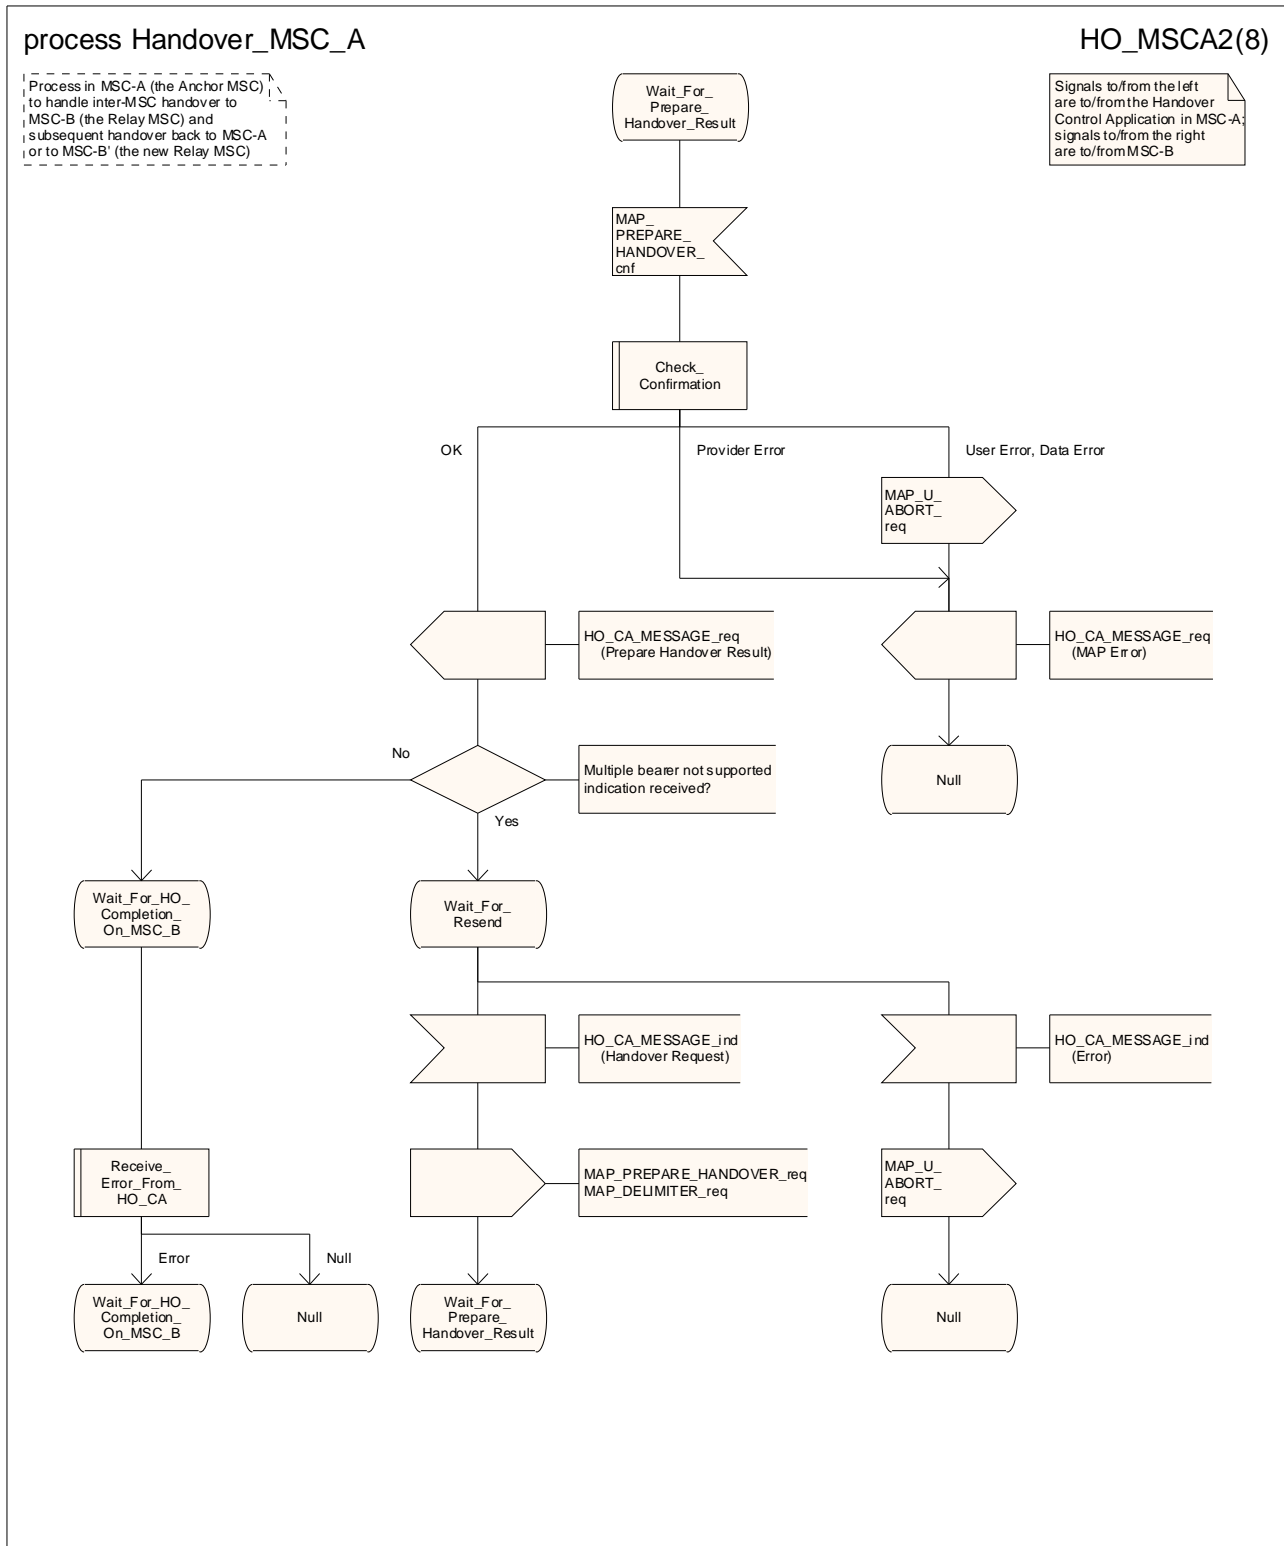 process Handover_MSC_A
HO_MSCA2(8)
Process in MSC-A (the Anchor MSC)
to handle inter-MSC handover to
MSC-B (the Relay MSC) and
subsequent handover back to MSC-A
or to MSC-B' (the new Relay MSC)
Wait_For_
Prepare_
Handover_Result
Signals to/from the left
are to/from the Handover
Control Application in MSC-A;
signals to/from the right
are to/from MSC-B
MAP_
PREPARE_
HANDOVER_
cnf
Check_
Confirmation
OK
Provider Error
User Error, Data Error
MAP_U_
ABORT_
req
HO_CA_MESSAGE_req
(Prepare Handover Result)
HO_CA_MESSAGE_req
(MAP Error)
No
Multiple bearer not supported
indication received?
Null
Yes
Wait_For_HO_
Completion_
On_MSC_B
Wait_For_
Resend
HO_CA_MESSAGE_ind
(Handover Request)
HO_CA_MESSAGE_ind
(Error)
Receive_
Error_From_
HO_CA
MAP_PREPARE_HANDOVER_req
MAP_DELIMITER_req
MAP_U_
ABORT_
req
Error
Null
Wait_For_HO_
Completion_
On_MSC_B
Null
Wait_For_
Prepare_
Handover_Result
Null